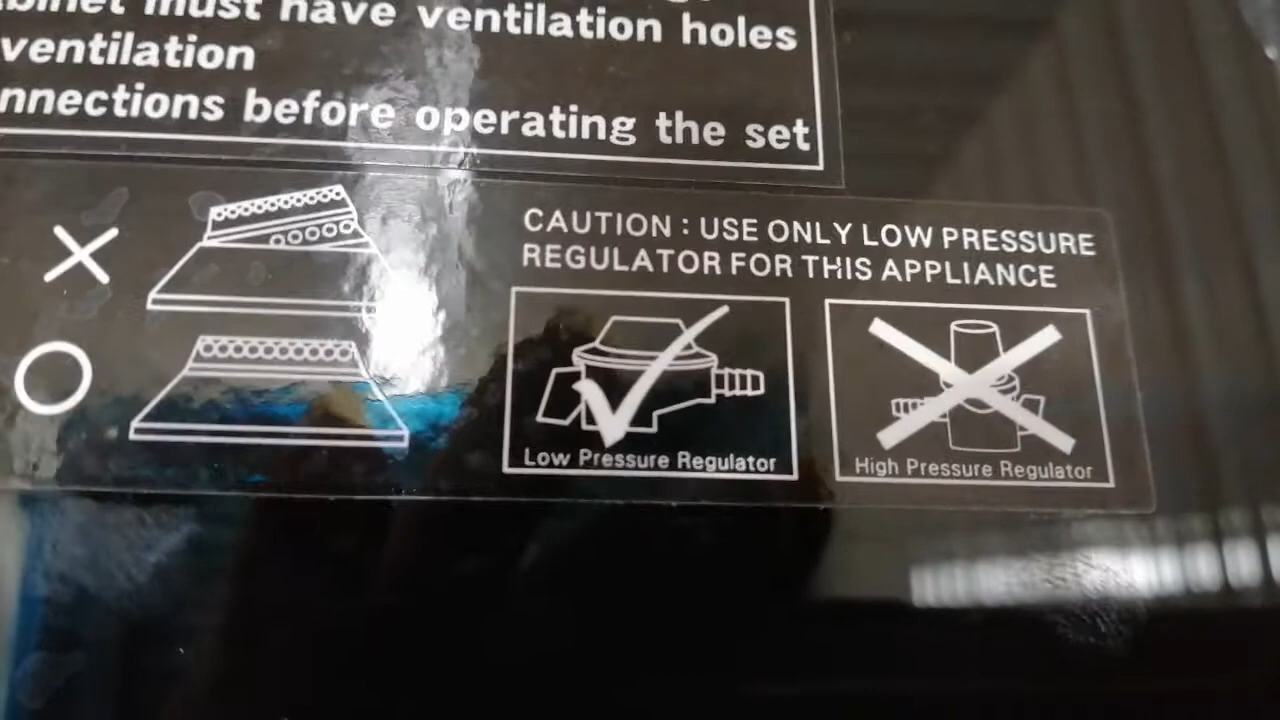 must have ventilation holes
ventilation
before operating the set
CAUTION : USE ONLY LOW PRESSURE
REGULATOR FOR THIS APPLIANCE
Low Pressure Regulator
High Pressure Regulator